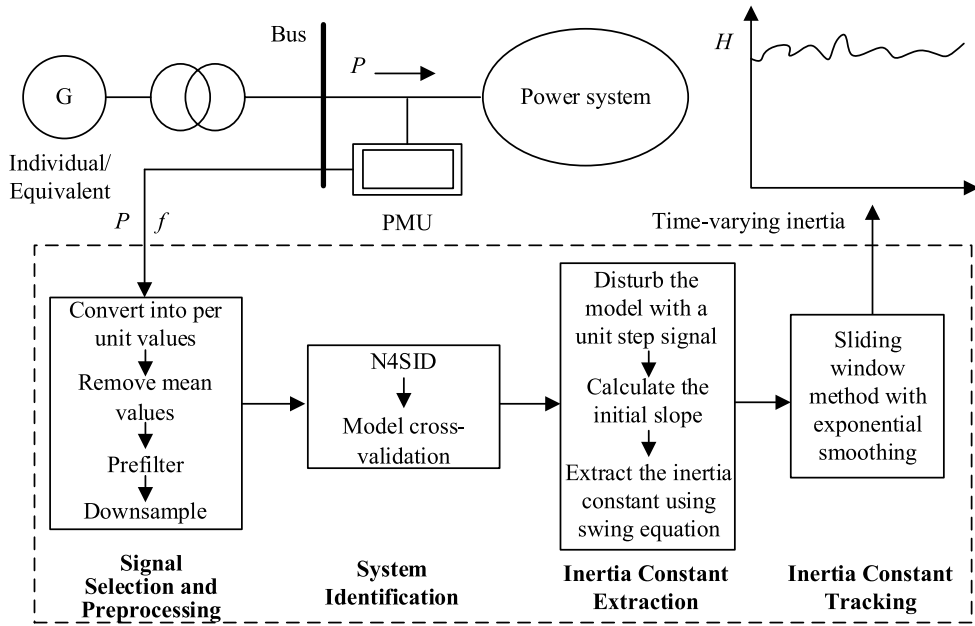 Bus
H
P
G
Power system
Individual/
Equivalent
PMU
P f
Time-varying inertia
Convert into per
unit values
Remove mean
values
Prefilter
Downsample
Signal
Selection and
Preprocessing
N4SID
Model cross-
validation
System
Identification
Disturb the
model with a
unit step signal
Calculate the
initial slope
Extract the inertia
constant using
swing equation
Inertia Constant
Extraction
Sliding
window
method with
exponential
smoothing
Inertia Constant
Tracking